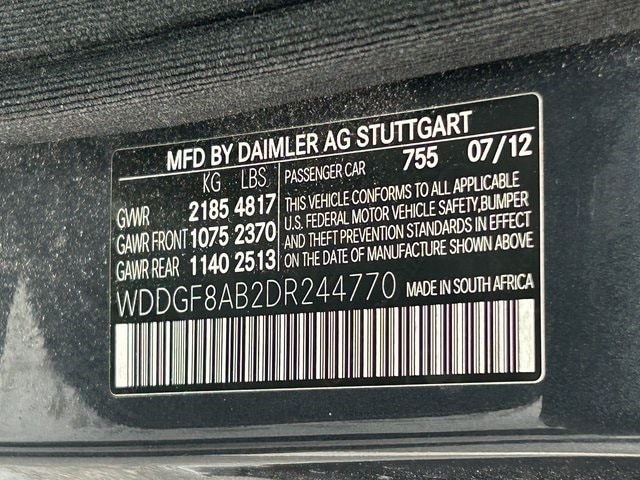 MFD BY DAIMLER AG STUTTGART
KG LBS
GVWR 2185 4817
GAWR FRONT 1075 2370
GAWR REAR 1140 2513
PASSENGER CAR 755 07/12
THIS VEHICLE CONFORMS TO ALL APPLICABLE
U.S. FEDERAL MOTOR VEHICLE SAFETY,BUMPER
AND THEFT PREVENTION STANDARDS IN EFFECT
ON THE DATE OF MANUFACTURE SHOWN ABOVE
WDDGF8AB2DR244770 MADE IN SOUTH AFRICA